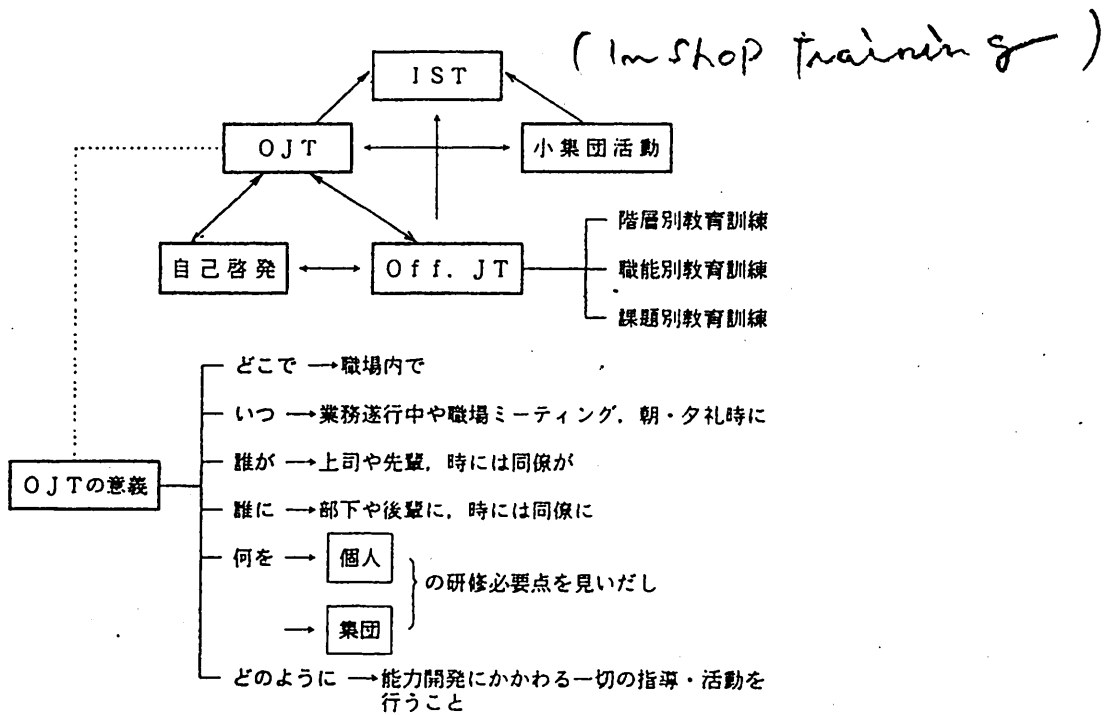 (In Shop Training)
IST
OJT
小集団活動
自己啓発
Off. JT
階層別教育訓練
職能別教育訓練
課題別教育訓練
OJTの意義
どこで→職場内で
いつ→業務遂行中や職場ミーティング，朝・夕礼時に
誰が→上司や先輩，時には同僚が
誰に→部下や後輩に，時には同僚に
何を→個人
の研修必要点を見いだし
→集団
どのように→能力開発にかかわる一切の指導・活動を
行うこと